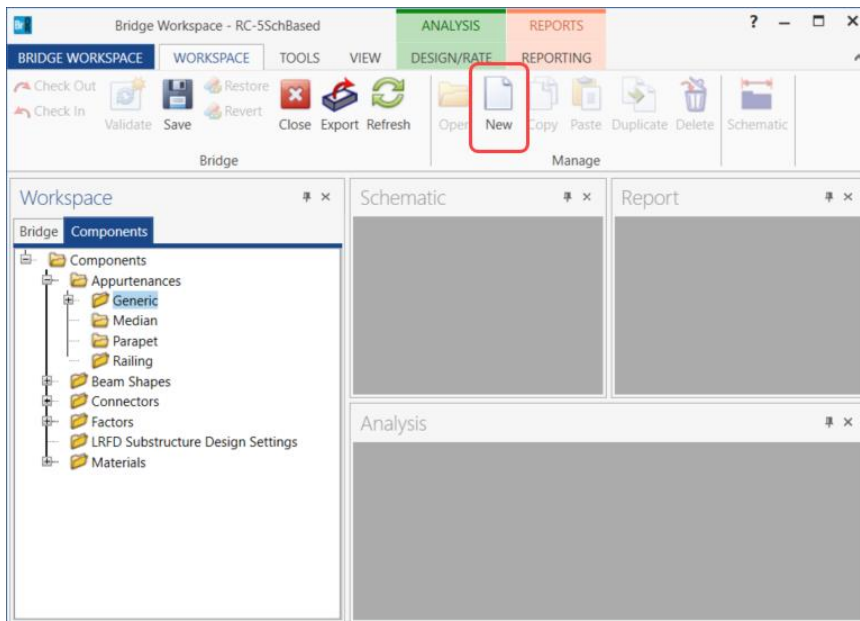 Br
Bridge Workspace - RC-5SchBased
ANALYSIS
REPORTS
?
BRIDGE WORKSPACE
WORKSPACE
TOOLS
VIEW
DESIGN/RATE
REPORTING
Check Out
Check In
Validate
Save
Restore
Revert
Close
Export
Refresh
Open
New
Copy
Paste
Duplicate
Delete
Schematic
Bridge
Manage
Workspace
Bridge
Components
Components
Appurtenances
Generic
Median
Parapet
Railing
Beam Shapes
Connectors
Factors
LRFD Substructure Design Settings
Materials
Schematic
Report
Analysis